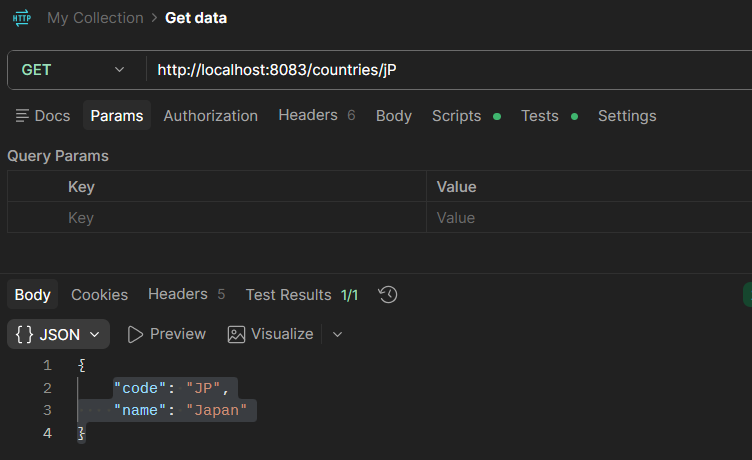 HTTP My Collection > Get data
GET http://localhost:8083/countries/jP
Docs Params Authorization Headers 6 Body Scripts Tests Settings
Query Params
Key Value
Key Value
Body Cookies Headers 5 Test Results 1/1
{} JSON Preview Visualize
1 {
2 "code": "JP",
3 "name": "Japan"
4 }